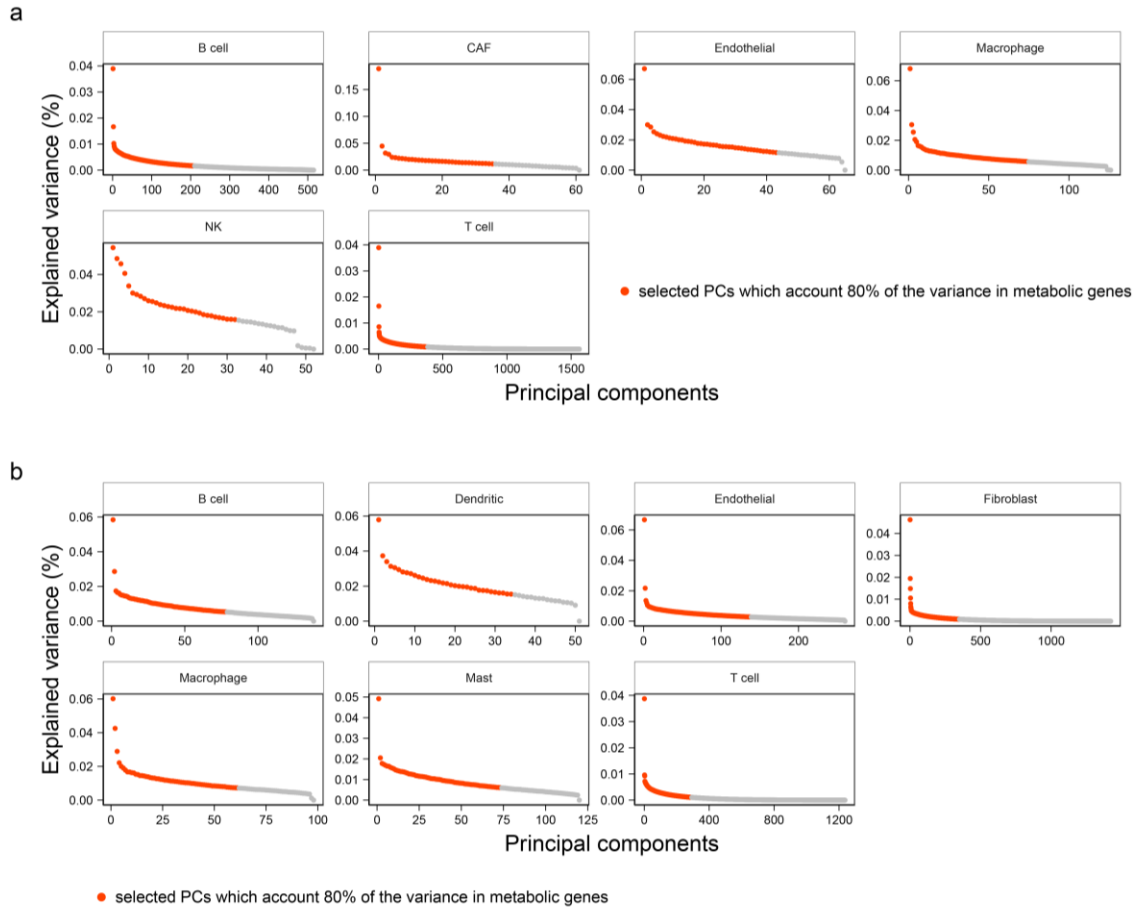 a
B cell
CAF
Endothelial
Macrophage
Explained variance (%)
0.04
0.03
0.02
0.01
0.00
0 100 200 300 400 500
0.15
0.10
0.05
0.00
0 20 40 60
0.06
0.04
0.02
0.00
0 20 40 60
0.06
0.04
0.02
0.00
0 50 100
NK
T cell
0.04
0.02
0.00
0 10 20 30 40 50
0.04
0.03
0.02
0.01
0.00
0 500 1000 1500
selected PCs which account 80% of the variance in metabolic genes
Principal components
b
B cell
Dendritic
Endothelial
Fibroblast
Explained variance (%)
0.06
0.04
0.02
0.00
0 50 100
0.06
0.04
0.02
0.00
0 10 20 30 40 50
0.06
0.04
0.02
0.00
0 100 200
0.04
0.03
0.02
0.01
0.00
0 500 1000
Macrophage
Mast
T cell
0.06
0.04
0.02
0.00
0 25 50 75 100
0.05
0.04
0.03
0.02
0.01
0.00
0 25 50 75 100 125
0.04
0.03
0.02
0.01
0.00
0 400 800 1200
Principal components
selected PCs which account 80% of the variance in metabolic genes